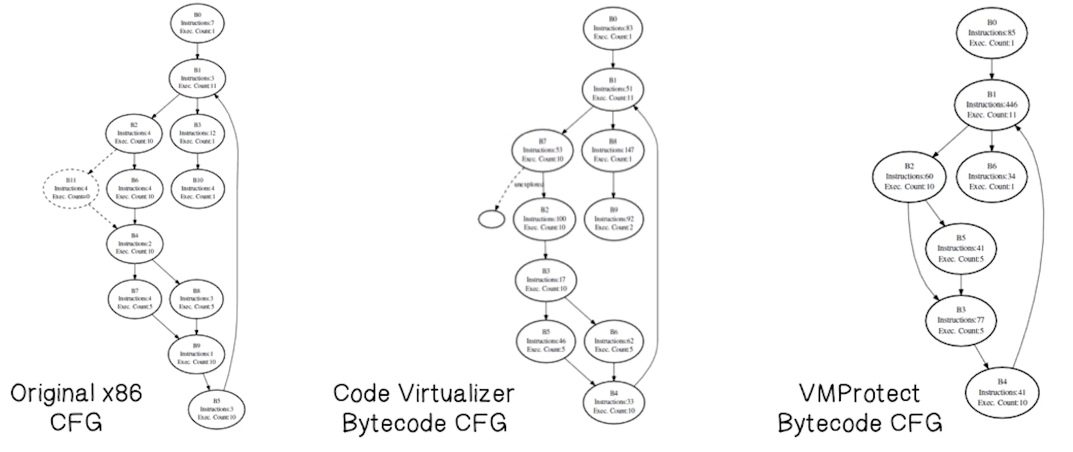 B0
Instructions:7
Exec. Count:1
B1
Instructions:3
Exec. Count:11
B2
Instructions:4
Exec. Count:10
B3
Instructions:12
Exec. Count:1
B11
Instructions:4
Exec. Count:0
B6
Instructions:4
Exec. Count:10
B10
Instructions:4
Exec. Count:1
B4
Instructions:2
Exec. Count:10
B7
Instructions:4
Exec. Count:5
B8
Instructions:3
Exec. Count:5
B9
Instructions:1
Exec. Count:10
B5
Instructions:3
Exec. Count:10
Original x86
CFG
B0
Instructions:83
Exec. Count:1
B1
Instructions:51
Exec. Count:11
B7
Instructions:53
Exec. Count:10
B8
Instructions:147
Exec. Count:1
unexplored
B2
Instructions:100
Exec. Count:10
B9
Instructions:92
Exec. Count:2
B3
Instructions:17
Exec. Count:10
B5
Instructions:46
Exec. Count:5
B6
Instructions:62
Exec. Count:5
B4
Instructions:33
Exec. Count:10
Code Virtualizer
Bytecode CFG
B0
Instructions:85
Exec. Count:1
B1
Instructions:446
Exec. Count:11
B2
Instructions:60
Exec. Count:10
B6
Instructions:34
Exec. Count:1
B5
Instructions:41
Exec. Count:5
B3
Instructions:77
Exec. Count:5
B4
Instructions:41
Exec. Count:10
VMProtect
Bytecode CFG